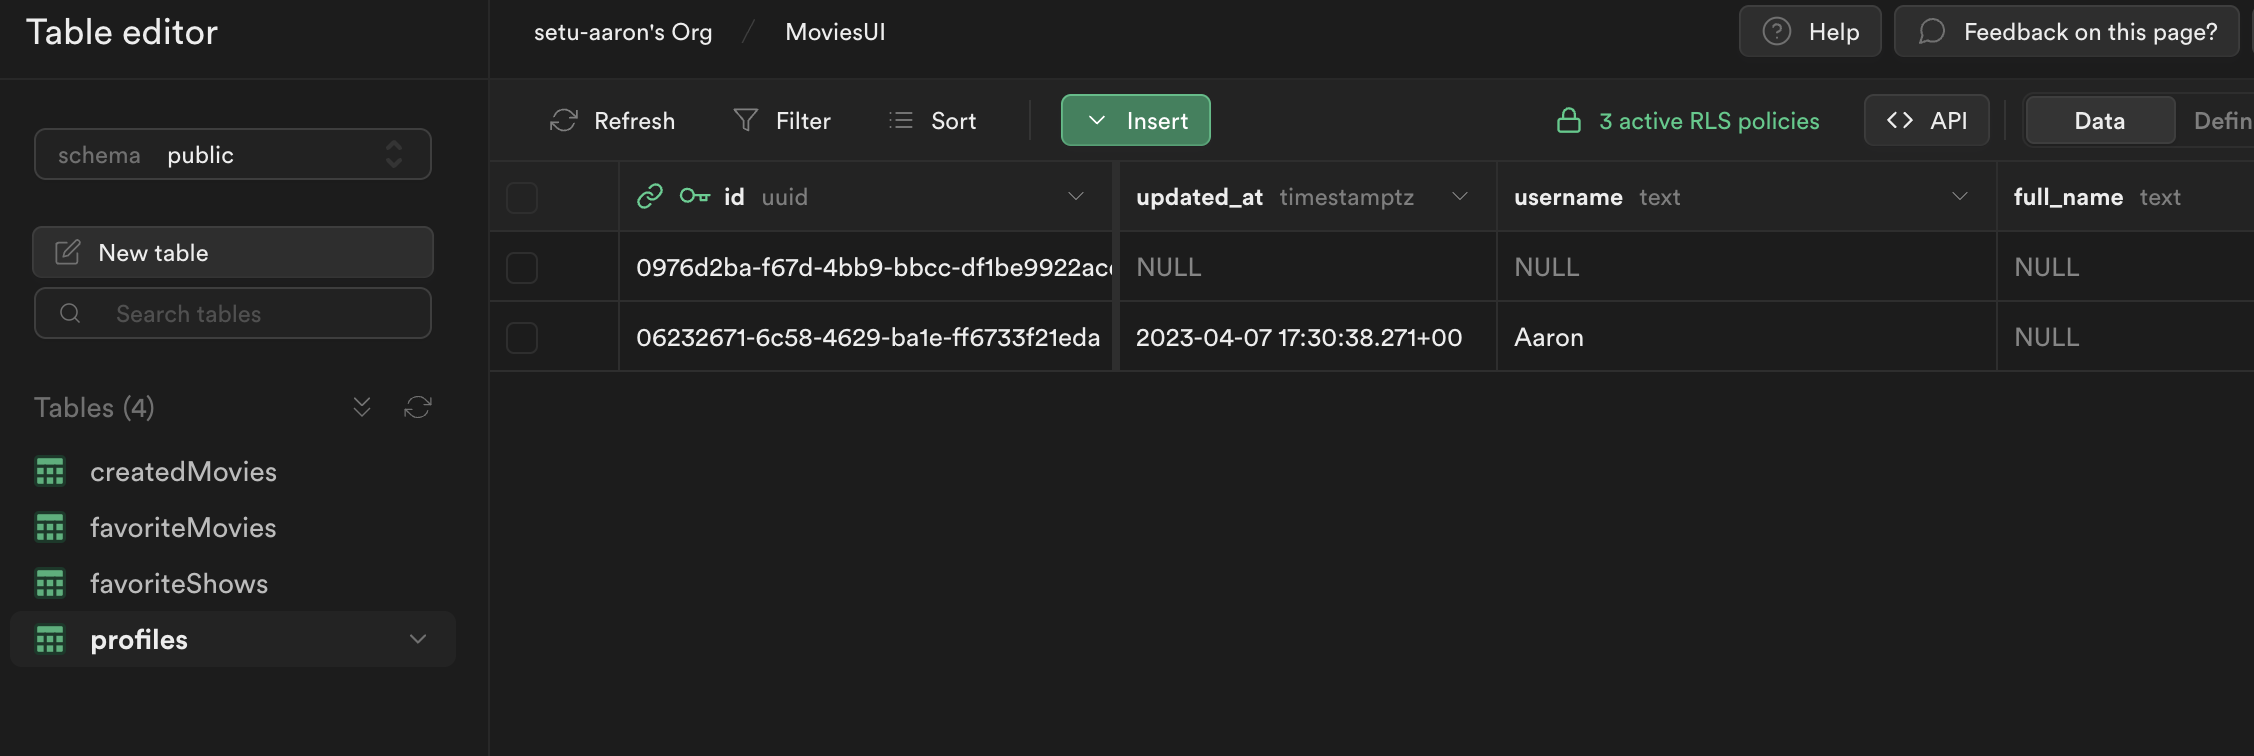 Table editor
setu-aaron's Org / MoviesUI
Help
Feedback on this page?
schema public
New table
Search tables
Tables (4)
createdMovies
favoriteMovies
favoriteShows
profiles
Refresh Filter Sort Insert 3 active RLS policies <> API Data Defin
id uuid updated_at timestamptz username text full_name text
0976d2ba-f67d-4bb9-bbcc-df1be9922ac NULL NULL NULL
06232671-6c58-4629-ba1e-ff6733f21eda 2023-04-07 17:30:38.271+00 Aaron NULL